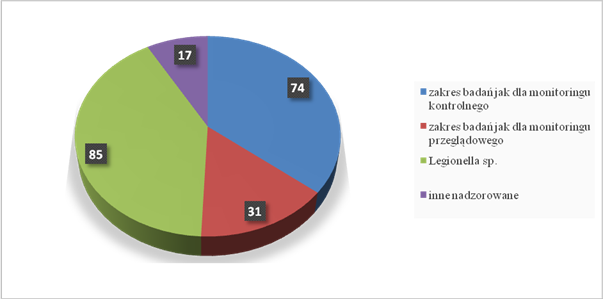 17
74
85
31
zakres badań jak dla monitoringu
kontrolnego
zakres badań jak dla monitoringu
przeglądowego
Legionella sp.
inne nadzorowane